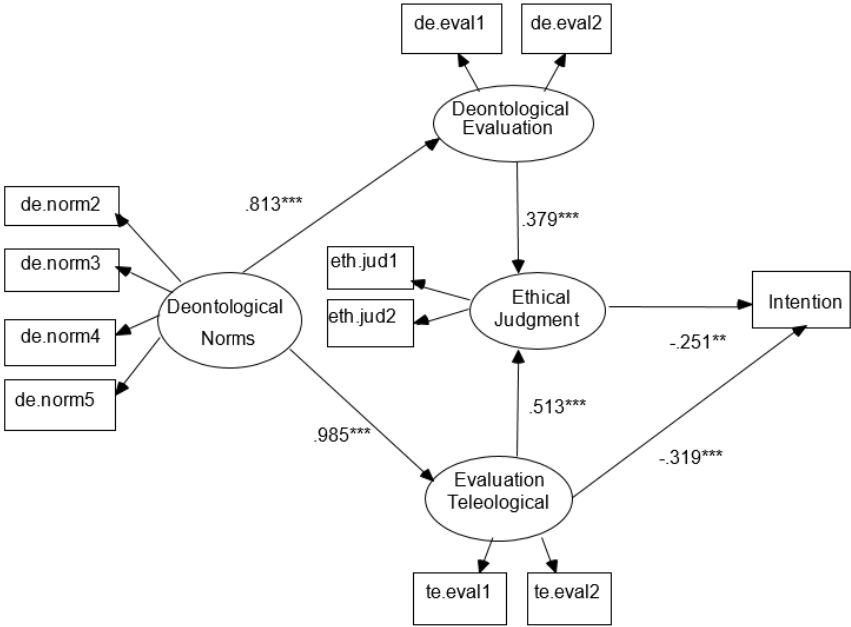 de.eval1
de.eval2
Deontological
Evaluation
de.norm2
.813***
.379***
de.norm3
eth.jud1
Deontological
Norms
Ethical
Judgment
Intention
eth.jud2
de.norm4
-.251**
de.norm5
.513***
.985***
-.319***
Evaluation
Teleological
te.eval1
te.eval2